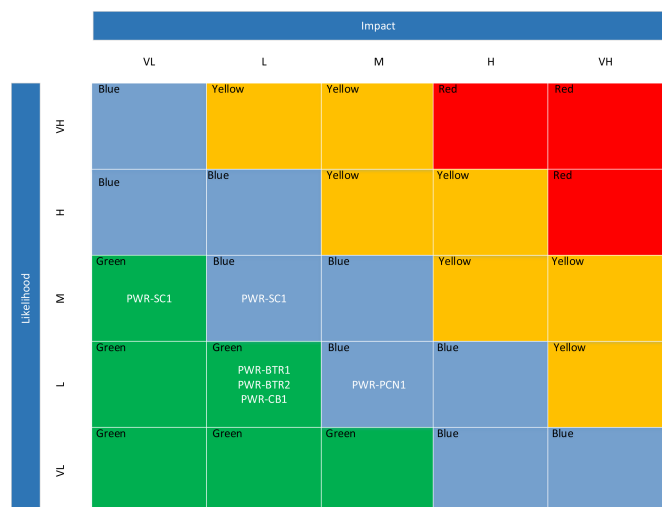 Impact
VL L M H VH
Likelihood
VH
Blue Yellow Yellow Red Red
H
Blue Blue Yellow Yellow Red
M
Green Blue Blue Yellow Yellow
PWR-SC1 PWR-SC1
L
Green Green Blue Blue Yellow
PWR-BTR1
PWR-BTR2 PWR-PCN1
PWR-CB1
VL
Green Green Green Blue Blue